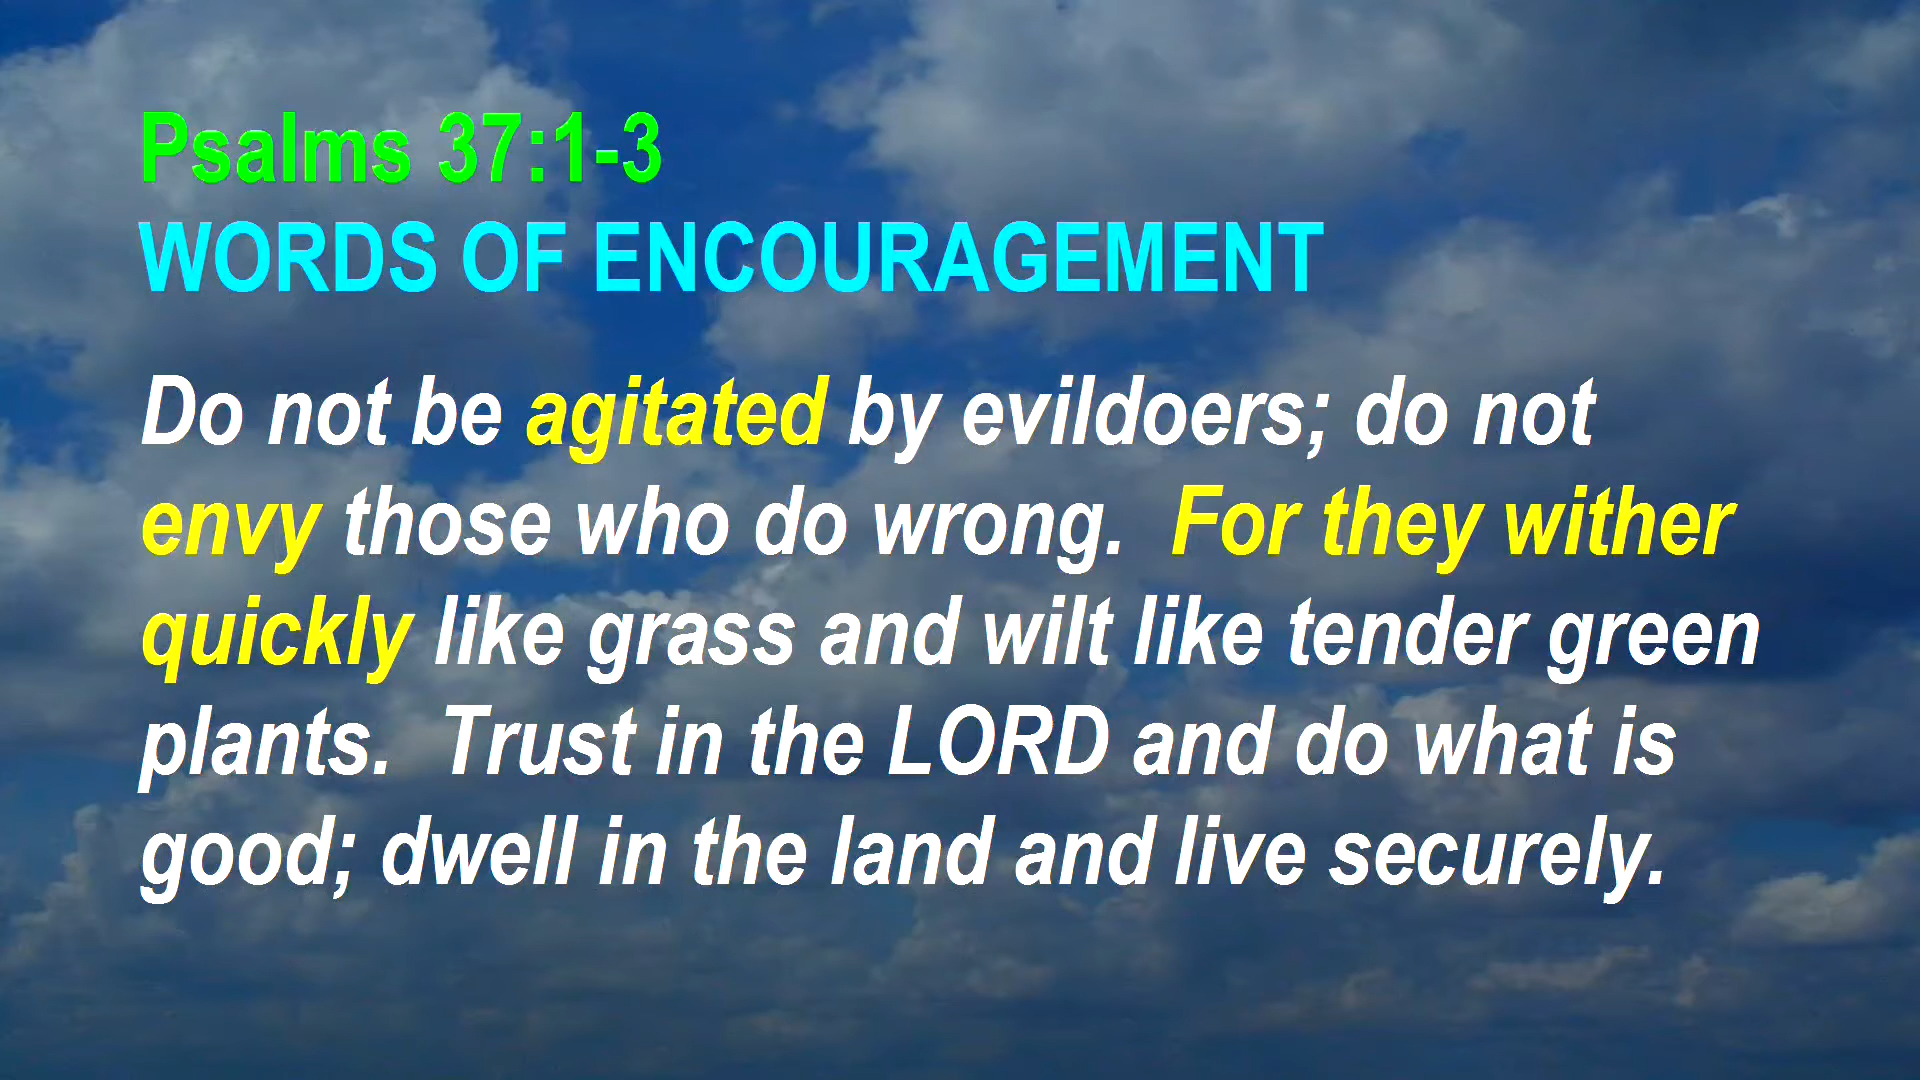 Psalms 37:1-3
WORDS OF ENCOURAGEMENT
Do not be agitated by evildoers; do not
envy those who do wrong.  For they wither
quickly like grass and wilt like tender green
plants.  Trust in the LORD and do what is
good; dwell in the land and live securely.